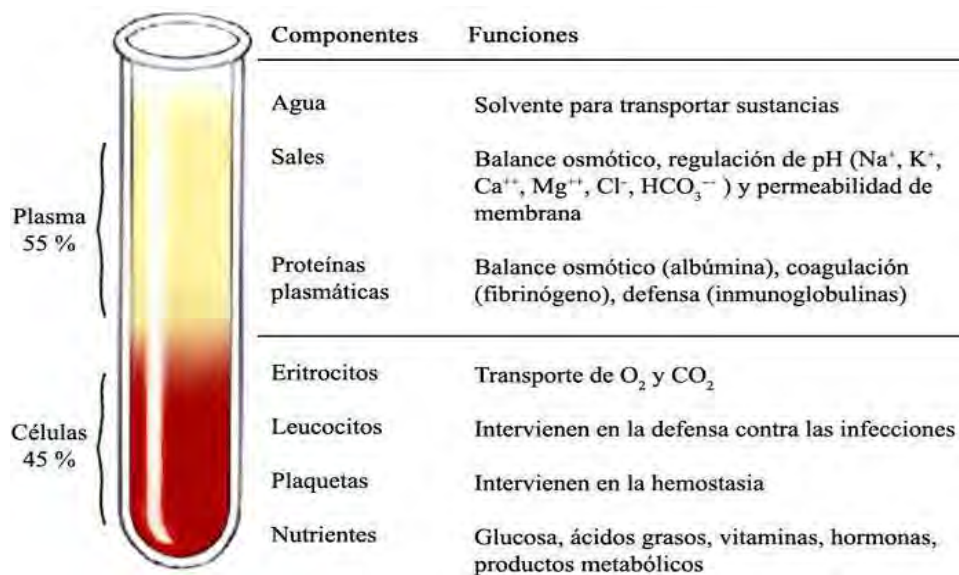 Componentes Funciones
Agua Solvente para transportar sustancias
Sales Balance osmótico, regulación de pH (Na⁺, K⁺,
Ca⁺⁺, Mg⁺⁺, Cl⁻, HCO₃⁻⁻ ) y permeabilidad de
membrana
Plasma
55 %
Proteínas
plasmáticas
Balance osmótico (albúmina), coagulación
(fibrinógeno), defensa (inmunoglobulinas)
Eritrocitos Transporte de O₂ y CO₂
Células
45 %
Leucocitos Intervienen en la defensa contra las infecciones
Plaquetas Intervienen en la hemostasia
Nutrientes Glucosa, ácidos grasos, vitaminas, hormonas,
productos metabólicos